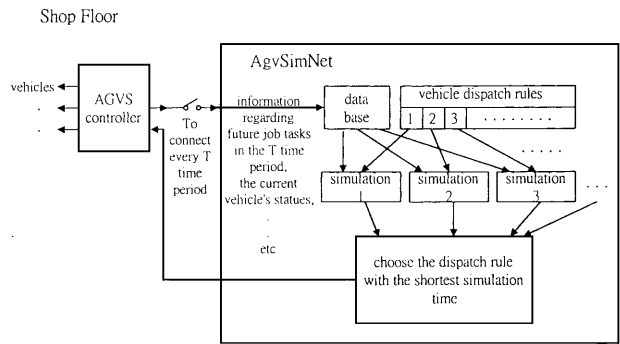 Shop Floor
AgvSimNet
vehicles
.
.
AGVS
controller
To
connect
every T
time
period
information
regarding
future job tasks
in the T time
period,
the current
vehicle's statues,
.
.
etc
data
base
vehicle dispatch rules
1 2 3 . . . . . . . .
. . . . .
simulation
1
simulation
2
simulation
3
. . .
choose the dispatch rule
with the shortest simulation
time